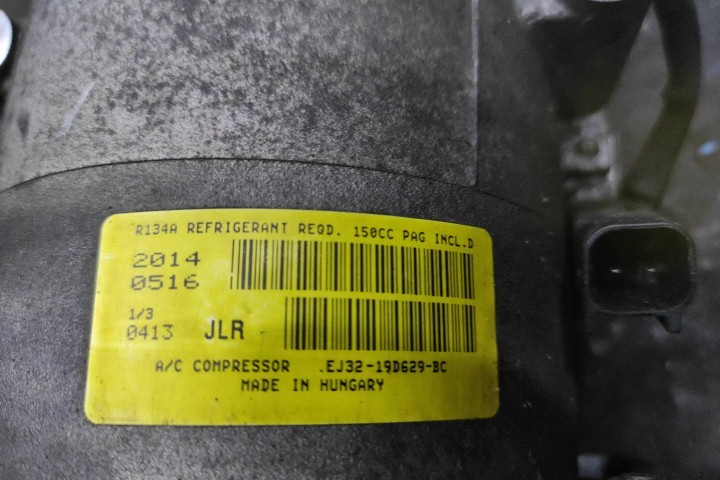 R134A REFRIGERANT REQD. 150CC PAG INCL.D
2014
0516
1/3
0413 JLR
A/C COMPRESSOR .EJ32-19D629-BC
MADE IN HUNGARY